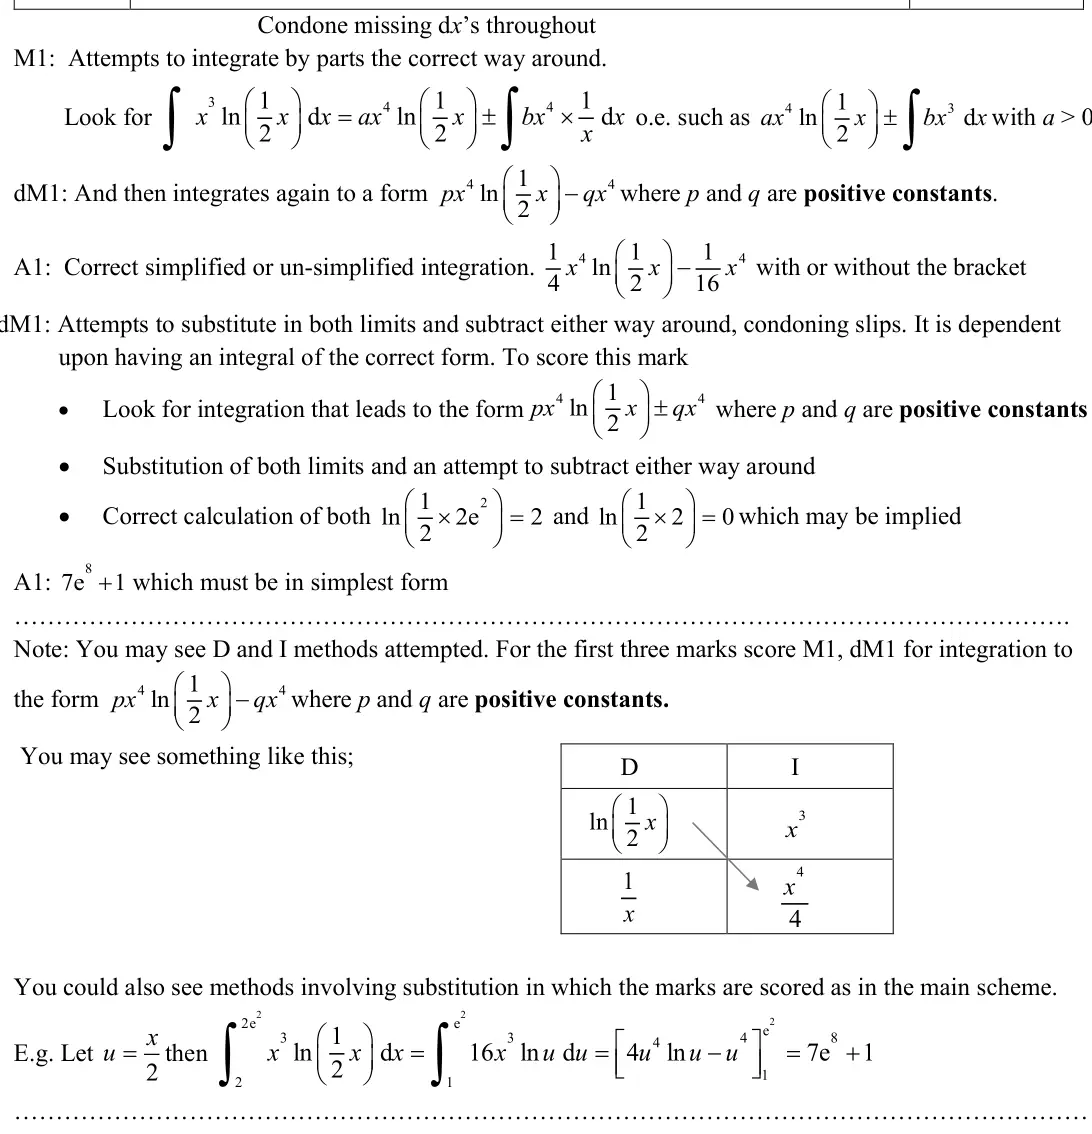 Condone missing dx's throughout
M1: Attempts to integrate by parts the correct way around.
Look for ∫ x³ ln(1/2 x) dx = ax⁴ ln(1/2 x) ± ∫ bx⁴ × 1/x dx o.e. such as ax⁴ ln(1/2 x) ± ∫ bx³ dx with a > 0
dM1: And then integrates again to a form px⁴ ln(1/2 x) − qx⁴ where p and q are positive constants.
A1: Correct simplified or un-simplified integration. 1/4 x⁴ ln(1/2 x) − 1/16 x⁴ with or without the bracket
dM1: Attempts to substitute in both limits and subtract either way around, condoning slips. It is dependent
upon having an integral of the correct form. To score this mark
• Look for integration that leads to the form px⁴ ln(1/2 x) ± qx⁴ where p and q are positive constants
• Substitution of both limits and an attempt to subtract either way around
• Correct calculation of both ln(1/2 × 2e²) = 2 and ln(1/2 × 2) = 0 which may be implied
A1: 7e⁸ + 1 which must be in simplest form
……………………………………………………………………………………………………………….
Note: You may see D and I methods attempted. For the first three marks score M1, dM1 for integration to
the form px⁴ ln(1/2 x) − qx⁴ where p and q are positive constants.
You may see something like this;
D I
ln(1/2 x) x³
1/x x⁴/4
You could also see methods involving substitution in which the marks are scored as in the main scheme.
E.g. Let u = x/2 then ∫₂^(2e²) x³ ln(1/2 x) dx = ∫₁^(e²) 16x³ ln u du = [4u⁴ ln u − u⁴]₁^(e²) = 7e⁸ + 1
…………………………………………………………………………………………………………………